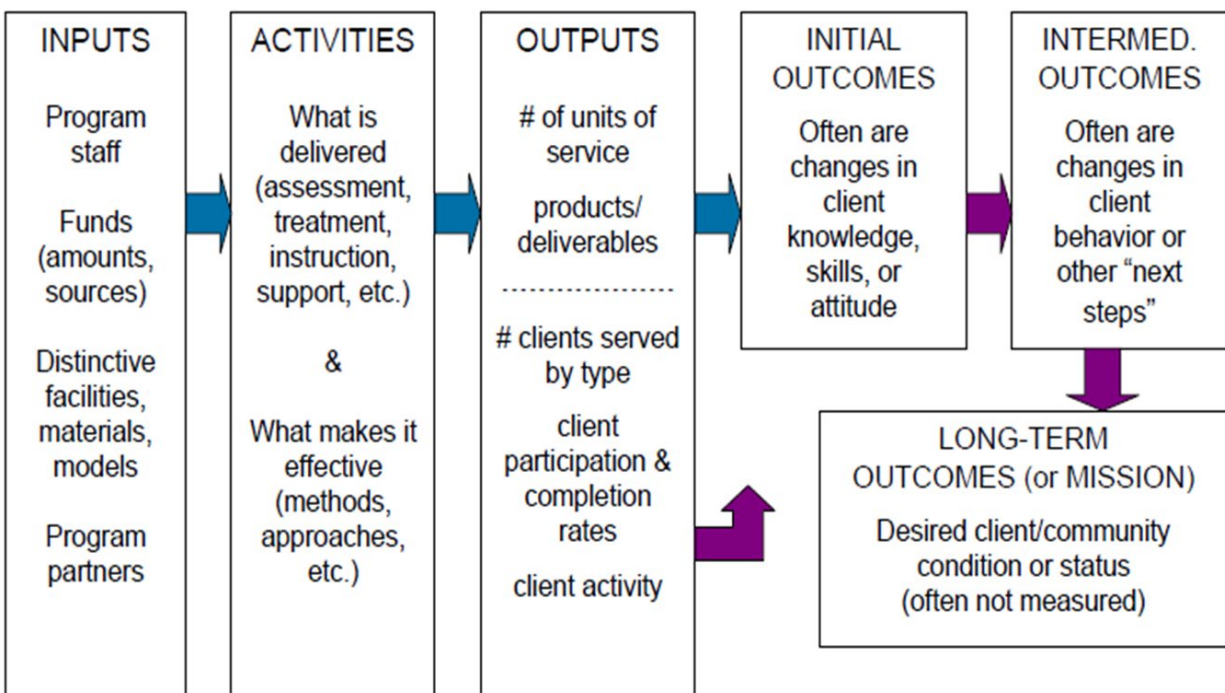 INPUTS
Program
staff
Funds
(amounts,
sources)
Distinctive
facilities,
materials,
models
Program
partners
ACTIVITIES
What is
delivered
(assessment,
treatment,
instruction,
support, etc.)
&
What makes it
effective
(methods,
approaches,
etc.)
OUTPUTS
# of units of
service
products/
deliverables
# clients served
by type
client
participation &
completion
rates
client activity
INITIAL
OUTCOMES
Often are
changes in
client
knowledge,
skills, or
attitude
INTERMED.
OUTCOMES
Often are
changes in
client
behavior or
other “next
steps”
LONG-TERM
OUTCOMES (or MISSION)
Desired client/community
condition or status
(often not measured)